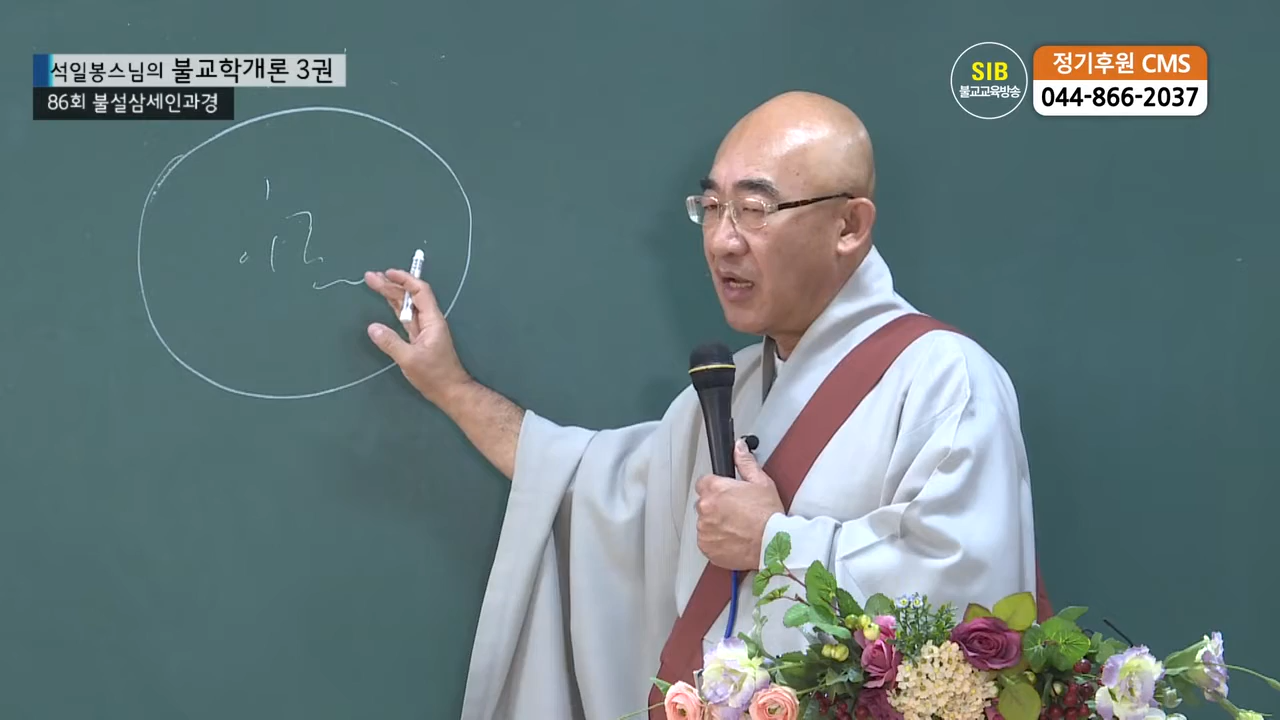 석일봉스님의 불교학개론 3권
86회 불설삼세인과경
SIB
불교교육방송
정기후원 CMS
044-866-2037